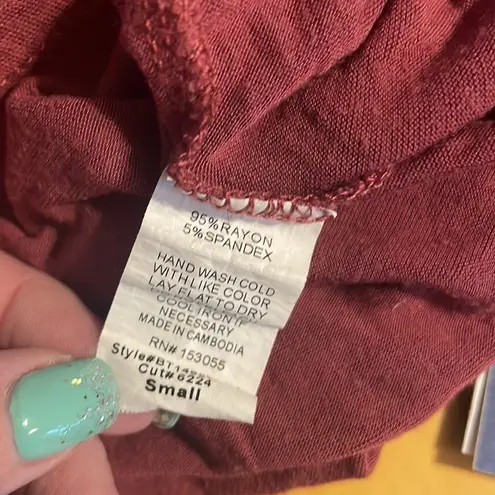 95%RAYON
5%SPANDEX
HAND WASH COLD
WITH LIKE COLOR
LAY FLAT TO DRY
COOL IRON IF
NECESSARY
MADE IN CAMBODIA
RN# 153055
Cut# 6224
Small